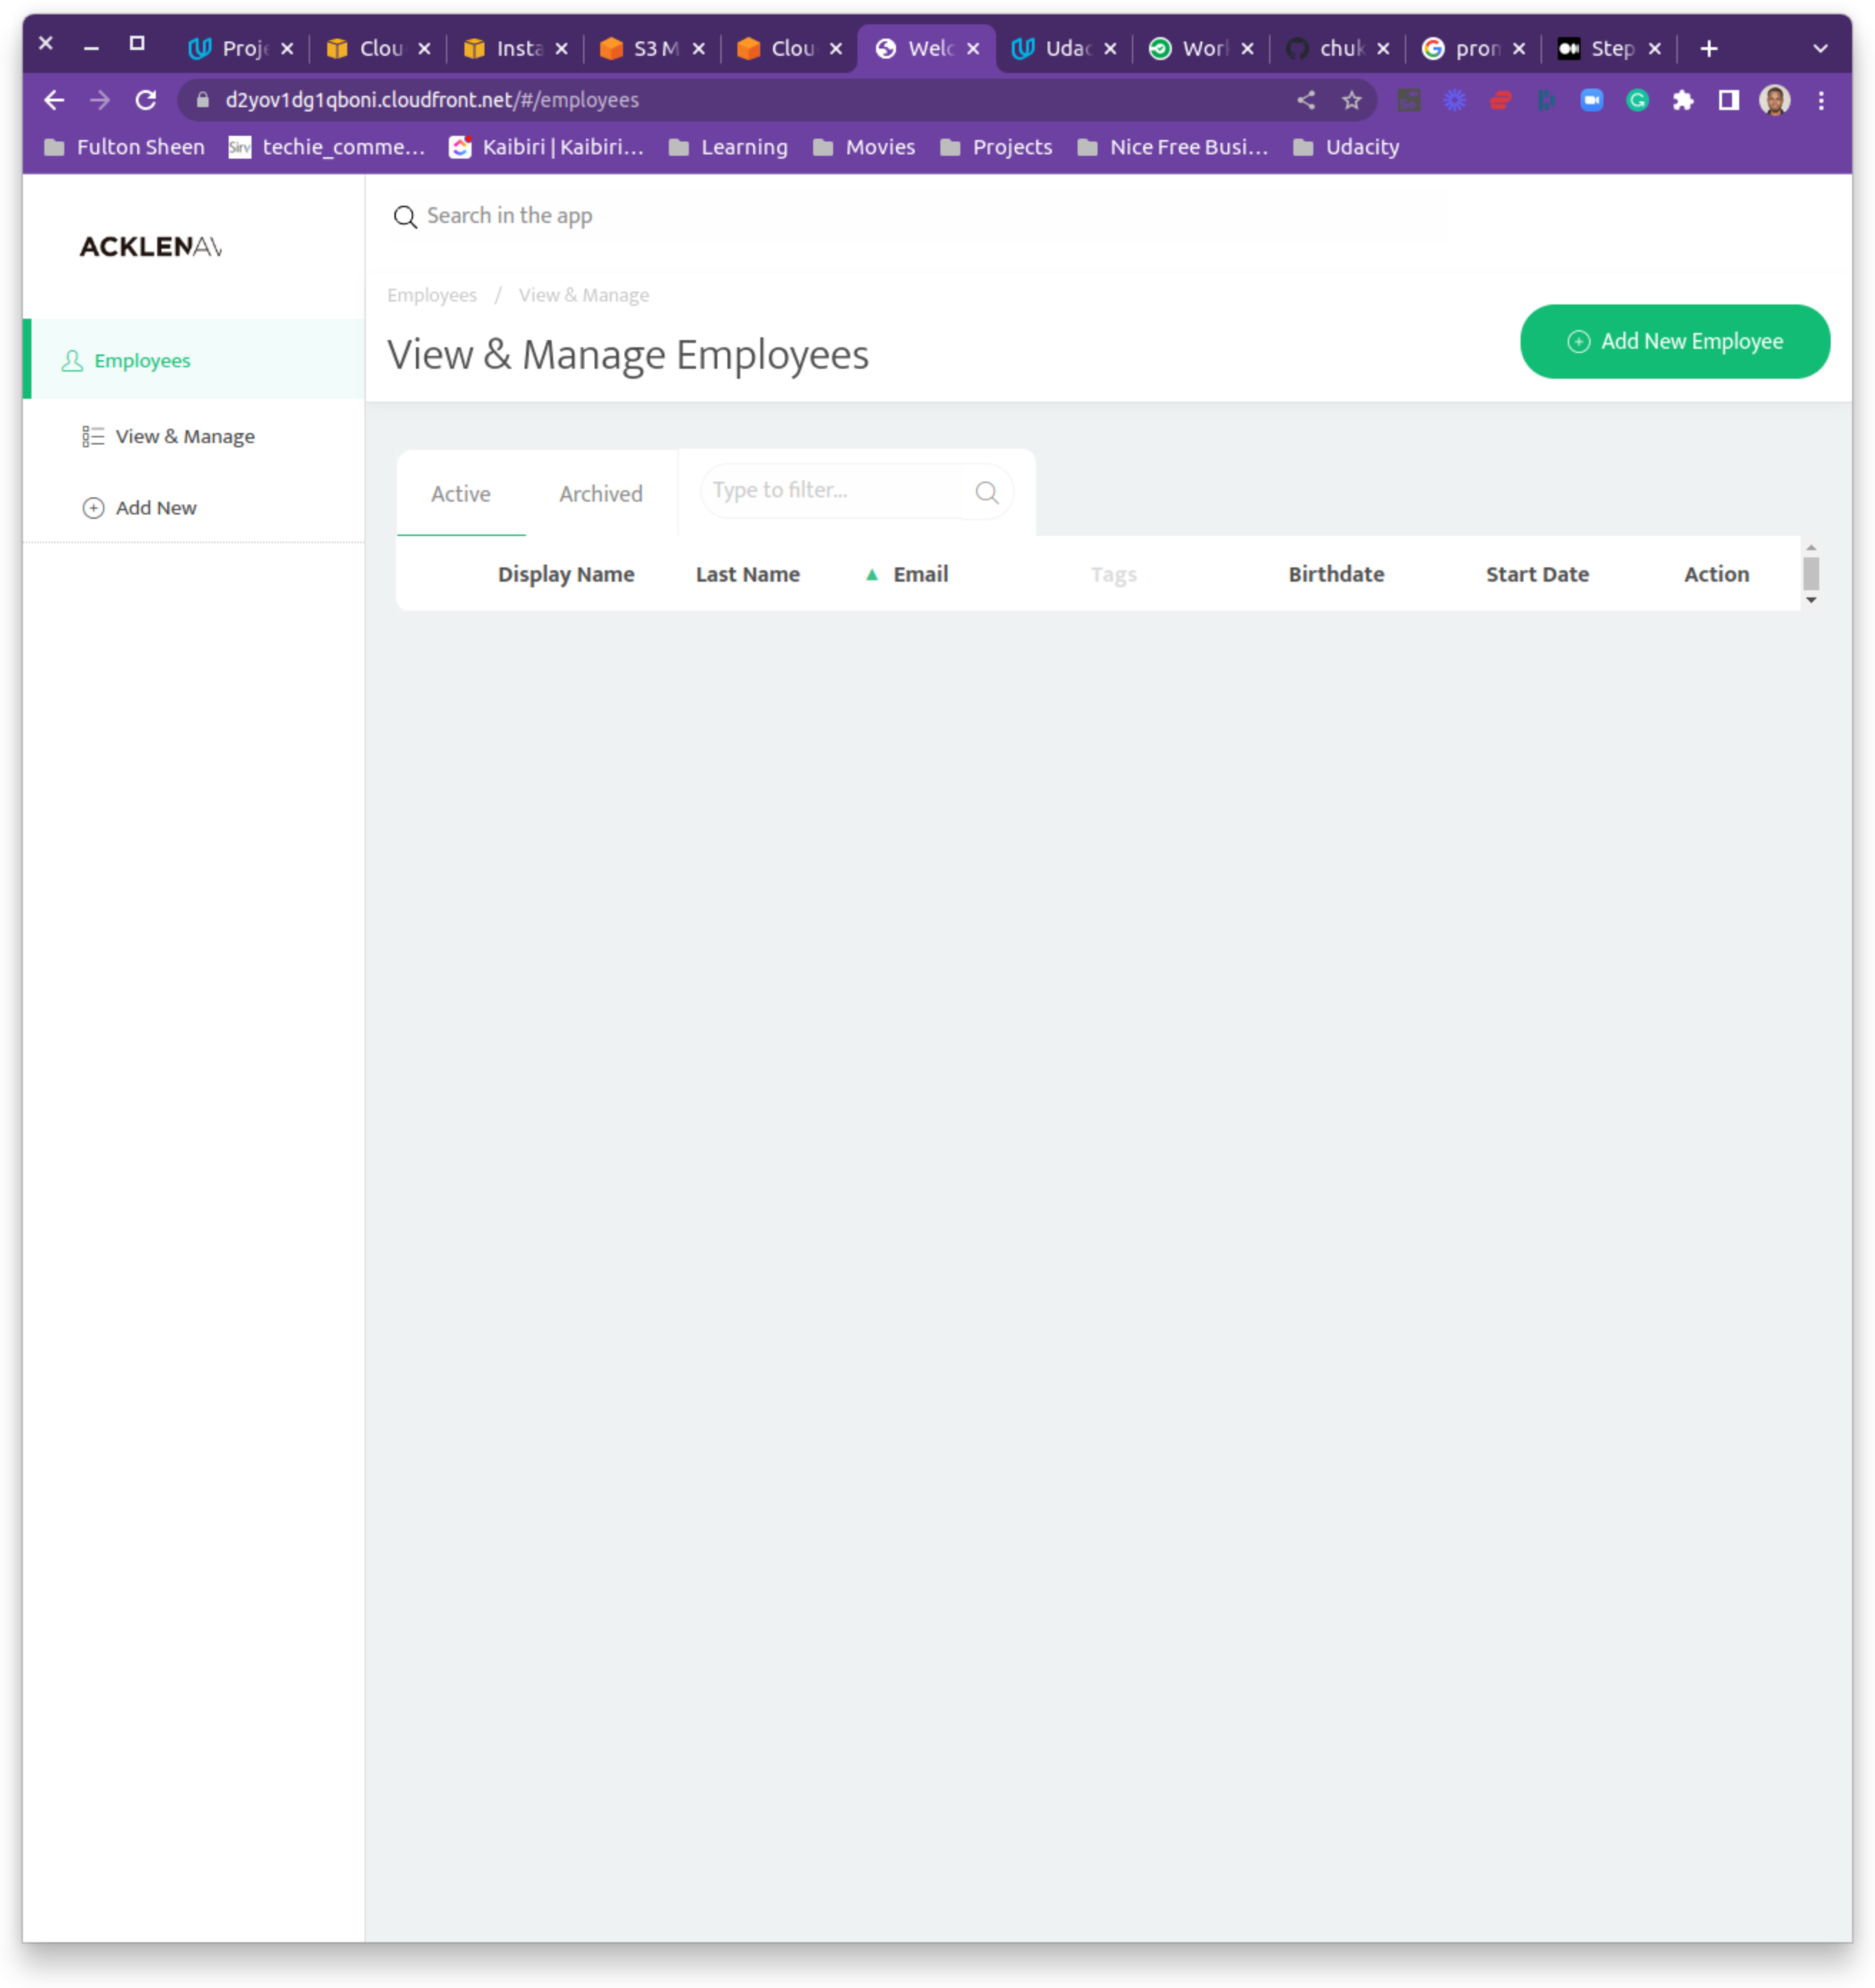 Proje Clou Insta S3 M Clou Welc Udac Worl chuk pron Step
d2yov1dg1qboni.cloudfront.net/#/employees
Fulton Sheen Sirv techie_comme... Kaibiri | Kaibiri... Learning Movies Projects Nice Free Busi... Udacity
ACKLENAV
Search in the app
Employees / View & Manage
View & Manage Employees
Add New Employee
Employees
View & Manage
Add New
Active Archived Type to filter...
Display Name Last Name Email Tags Birthdate Start Date Action